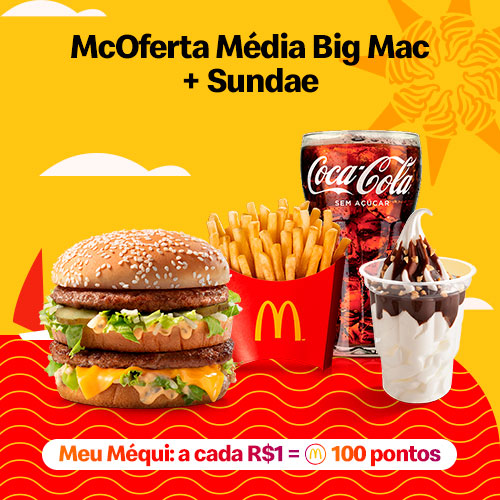 McOferta Média Big Mac
+ Sundae
Coca-Cola
SEM AÇÚCAR
Meu Méqui: a cada R$1 = 100 pontos